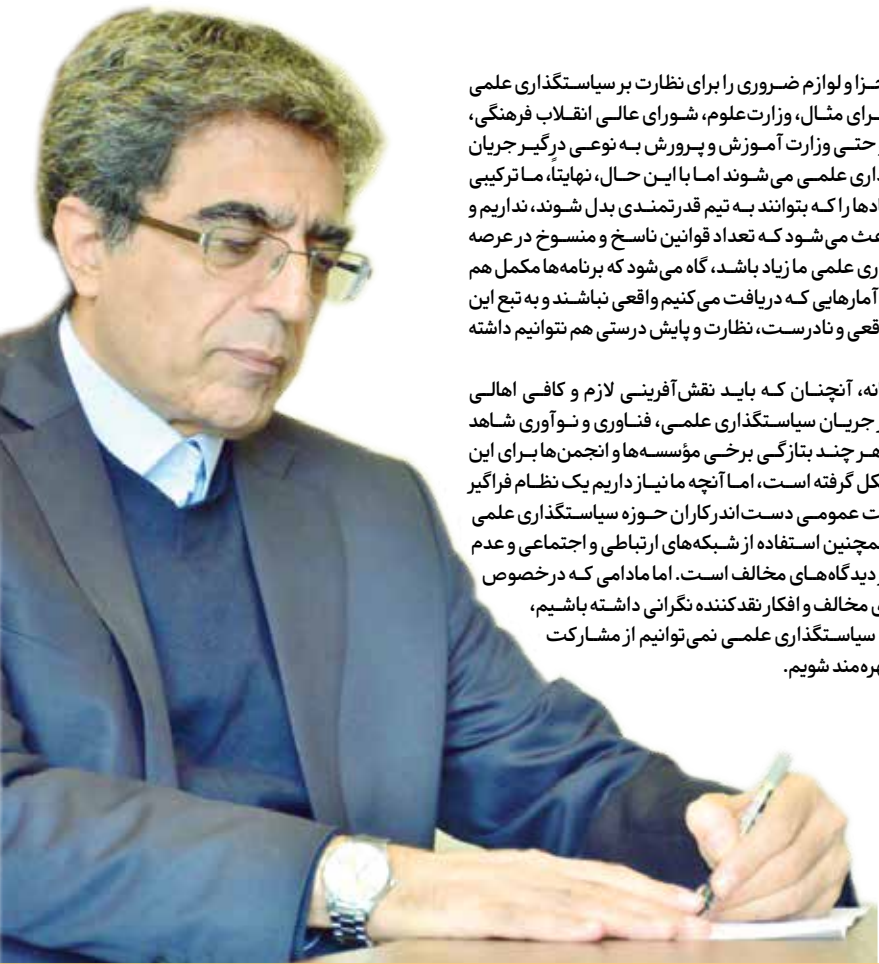 جزا و لوازم ضروری را برای نظارت بر سیاستگذاری علمی
رای مثال، وزارت علوم، شورای عالی انقلاب فرهنگی،
حتی وزارت آموزش و پرورش به نوعی درگیر جریان
ذاری علمی می‌شوند اما با این حال، نهایتاً، ما ترکیبی
ادها را که بتوانند به تیم قدرتمندی بدل شوند، نداریم و
عث می‌شود که تعداد قوانین ناسخ و منسوخ در عرصه
ری علمی ما زیاد باشد، گاه می‌شود که برنامه‌ها مکمل هم
آمارهایی که دریافت می‌کنیم واقعی نباشند و به تبع این
قعی و نادرست، نظارت و پایش درستی هم نتوانیم داشته
انه، آنچنان که باید نقش‌آفرینی لازم و کافی اهالی
ر جریان سیاستگذاری علمی، فناوری و نوآوری شاهد
هر چند بتازگی برخی مؤسسه‌ها و انجمن‌ها برای این
کل گرفته است، اما آنچه ما نیاز داریم یک نظام فراگیر
ت عمومی دست‌اندرکاران حوزه سیاستگذاری علمی
همچنین استفاده از شبکه‌های ارتباطی و اجتماعی و عدم
ز دیدگاه‌های مخالف است. اما مادامی که درخصوص
ی مخالف و افکار نقدکننده نگرانی داشته باشیم،
سیاستگذاری علمی نمی‌توانیم از مشارکت
هره‌مند شویم.